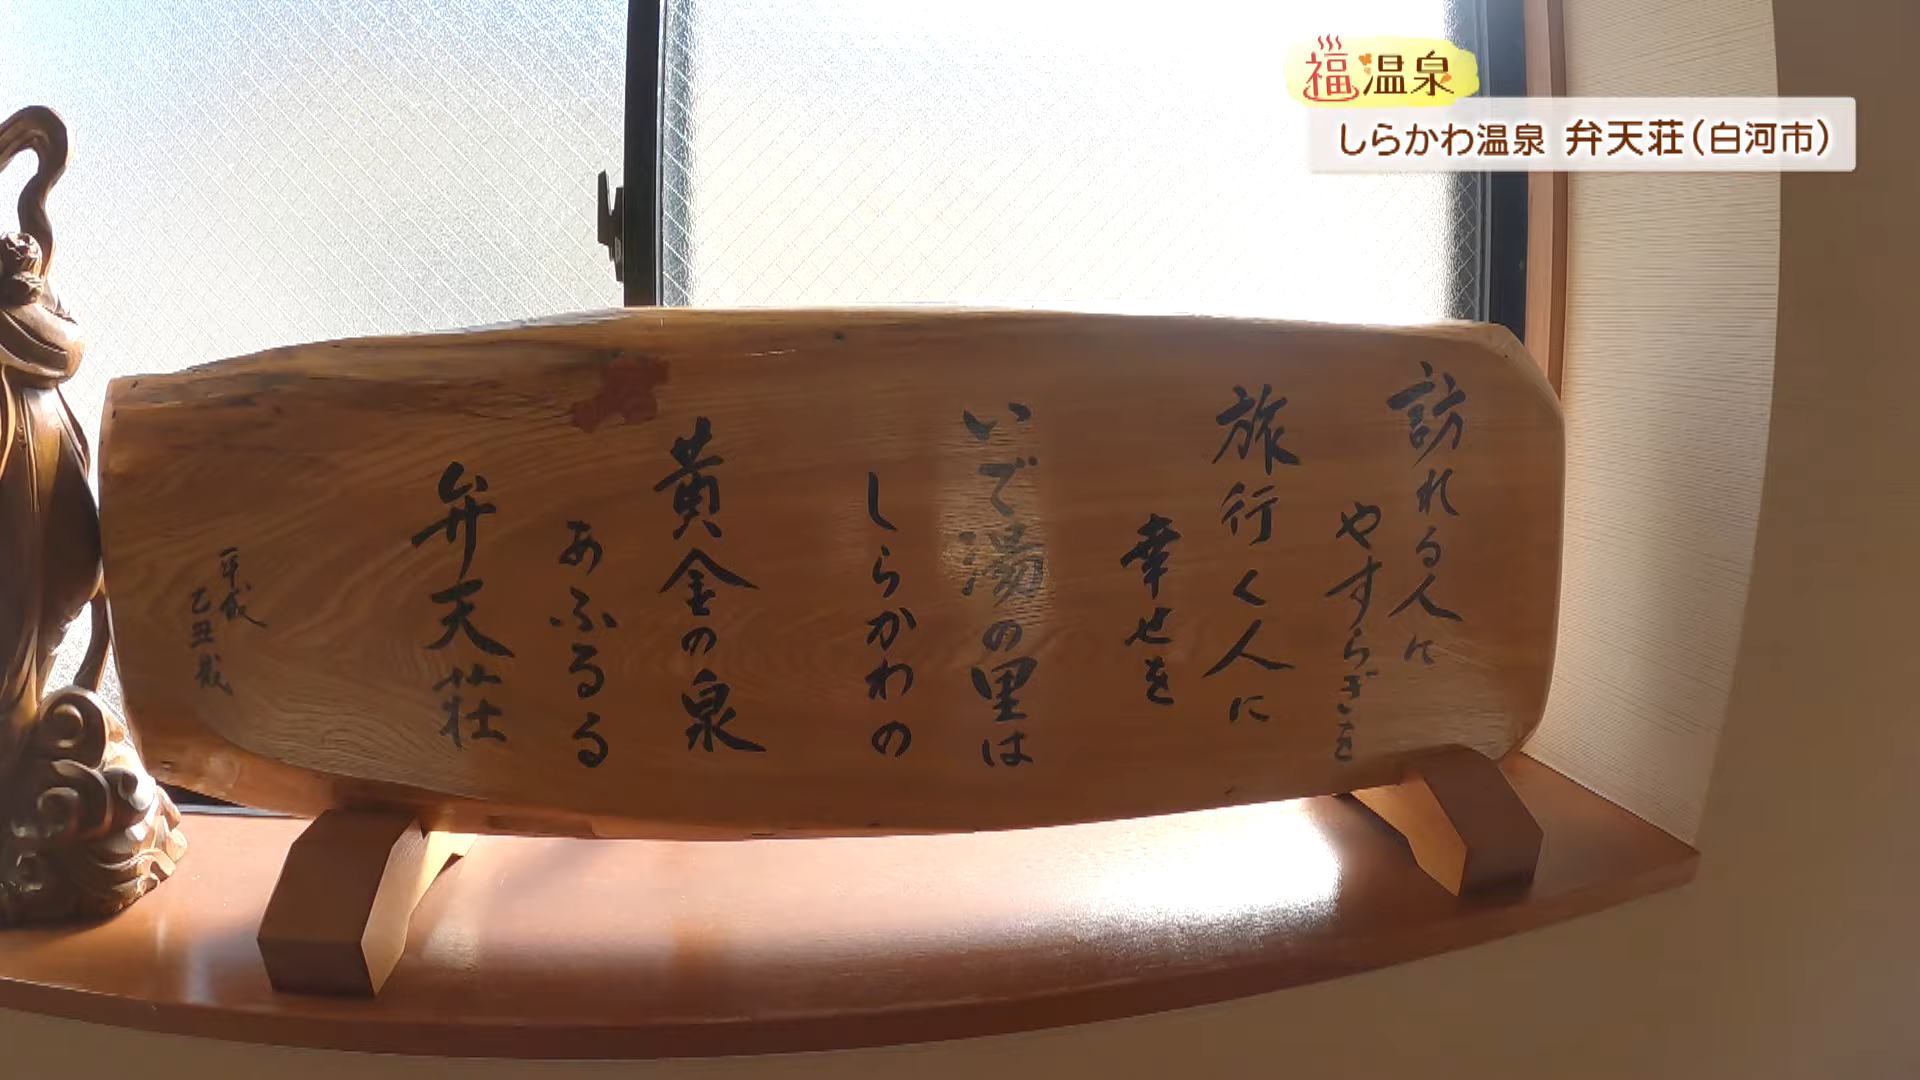 福温泉
しらかわ温泉 弁天荘(白河市)
訪れる人に
やすらぎを
旅行く人に
幸せを
いで湯の里は
しらかわの
黄金の泉
あふるる
弁天荘
平成
乙丑歳